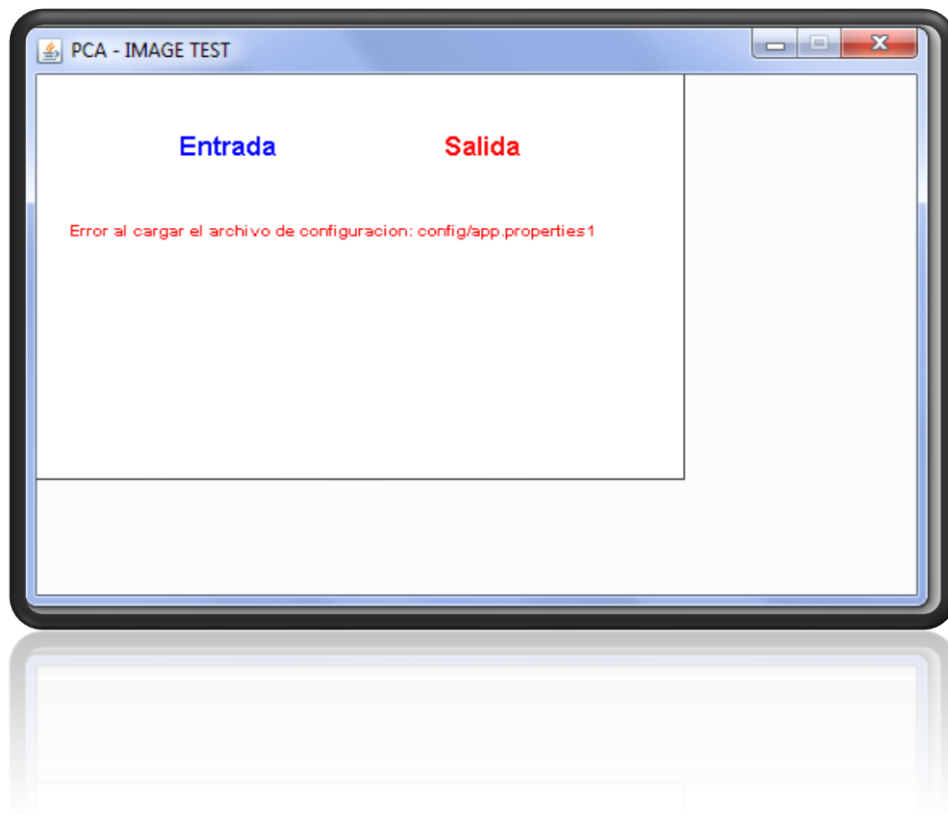 PCA - IMAGE TEST
Entrada Salida
Error al cargar el archivo de configuracion: config/app.properties1